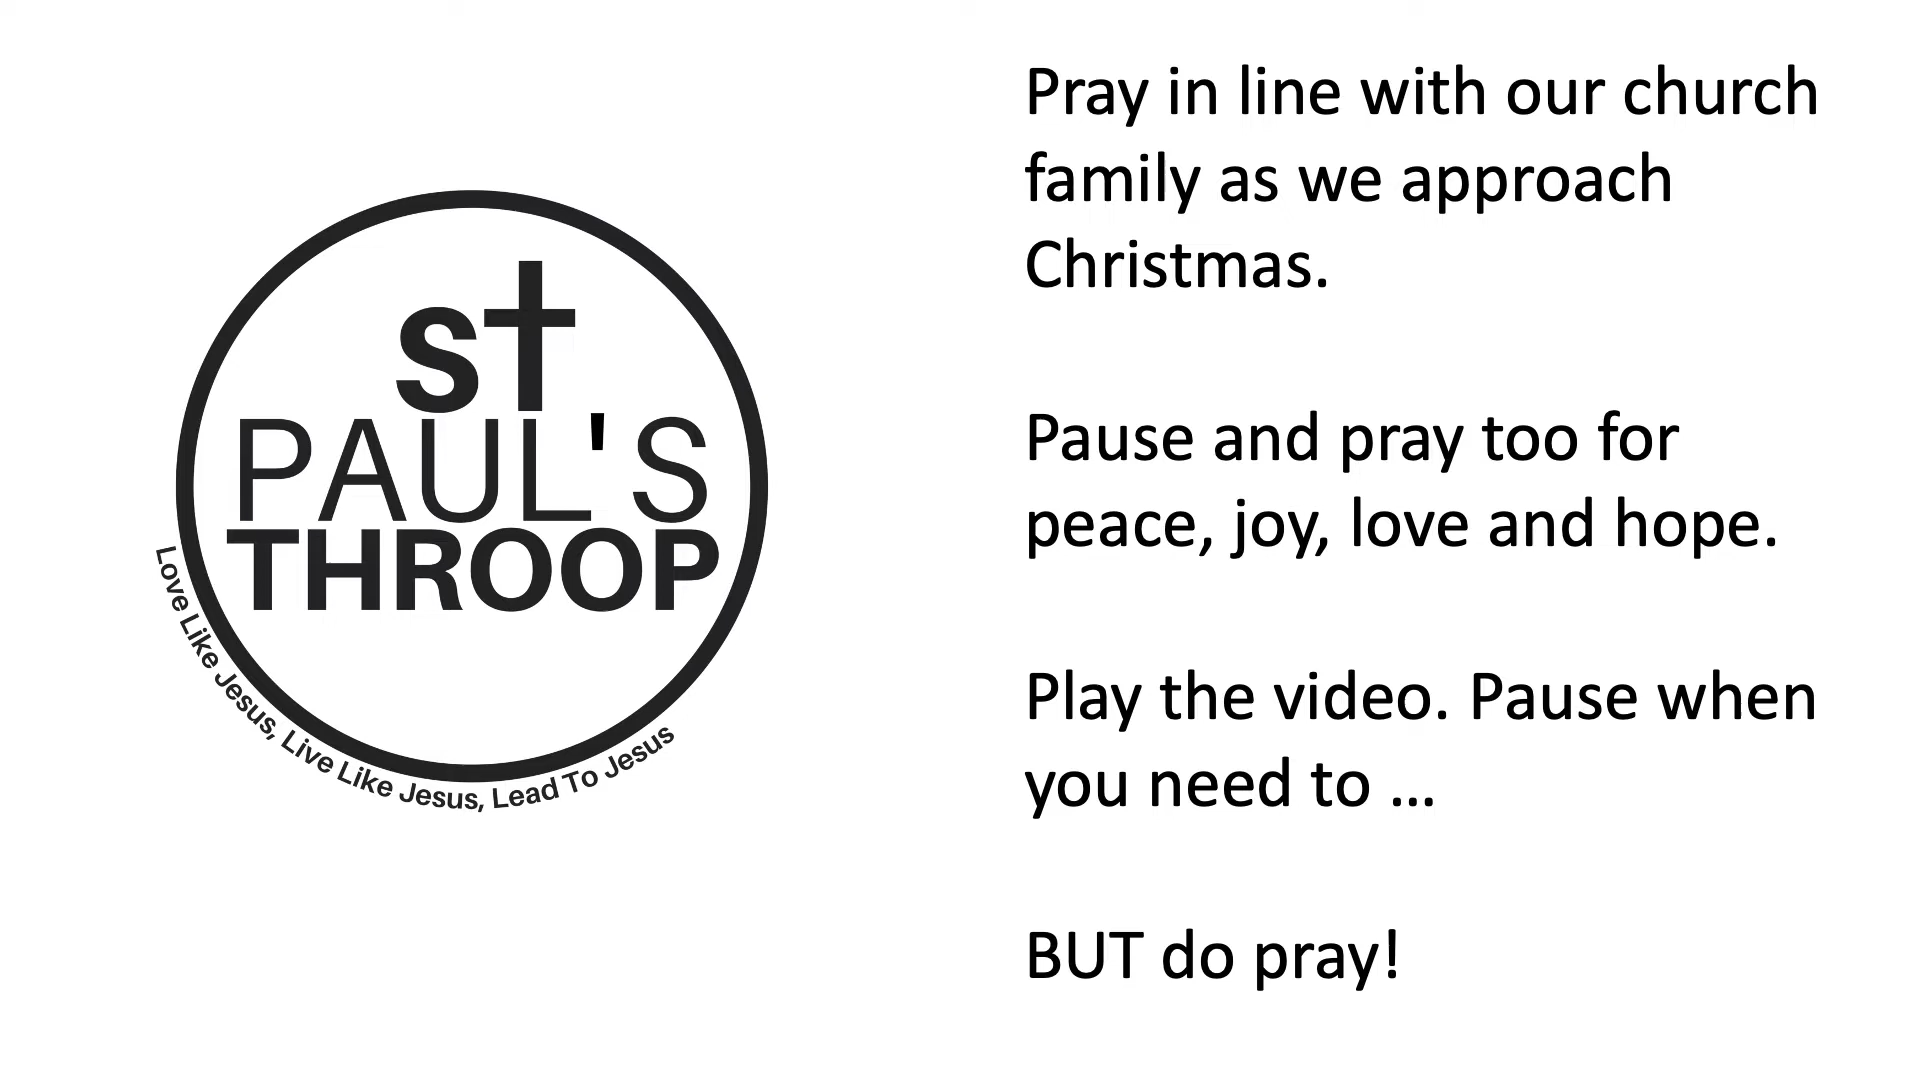 st
PAUL'S
THROOP
Love Like Jesus, Live Like Jesus, Lead To Jesus
Pray in line with our church
family as we approach
Christmas.
Pause and pray too for
peace, joy, love and hope.
Play the video. Pause when
you need to ...
BUT do pray!